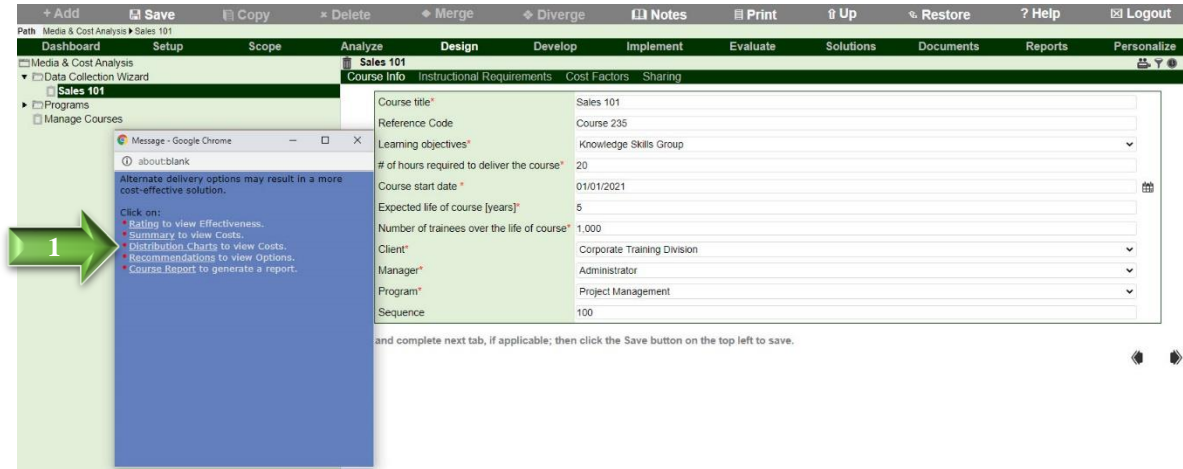 + Add Save Copy × Delete Merge Diverge Notes Print Up Restore ? Help Logout
Path Media & Cost Analysis Sales 101
Dashboard Setup Scope Analyze Design Develop Implement Evaluate Solutions Documents Reports Personalize
Media & Cost Analysis
Data Collection Wizard
Sales 101
Programs
Manage Courses
Sales 101
Course Info Instructional Requirements Cost Factors Sharing
Course title* Sales 101
Reference Code Course 235
Learning objectives* Knowledge Skills Group
# of hours required to deliver the course* 20
Course start date * 01/01/2021
Expected life of course [years]* 5
Number of trainees over the life of course* 1,000
Client* Corporate Training Division
Manager* Administrator
Program* Project Management
Sequence 100
and complete next tab, if applicable; then click the Save button on the top left to save.
Message - Google Chrome
about:blank
Alternate delivery options may result in a more
cost-effective solution.
Click on:
* Rating to view Effectiveness.
* Summary to view Costs.
* Distribution Charts to view Costs.
* Recommendations to view Options.
* Course Report to generate a report.
1